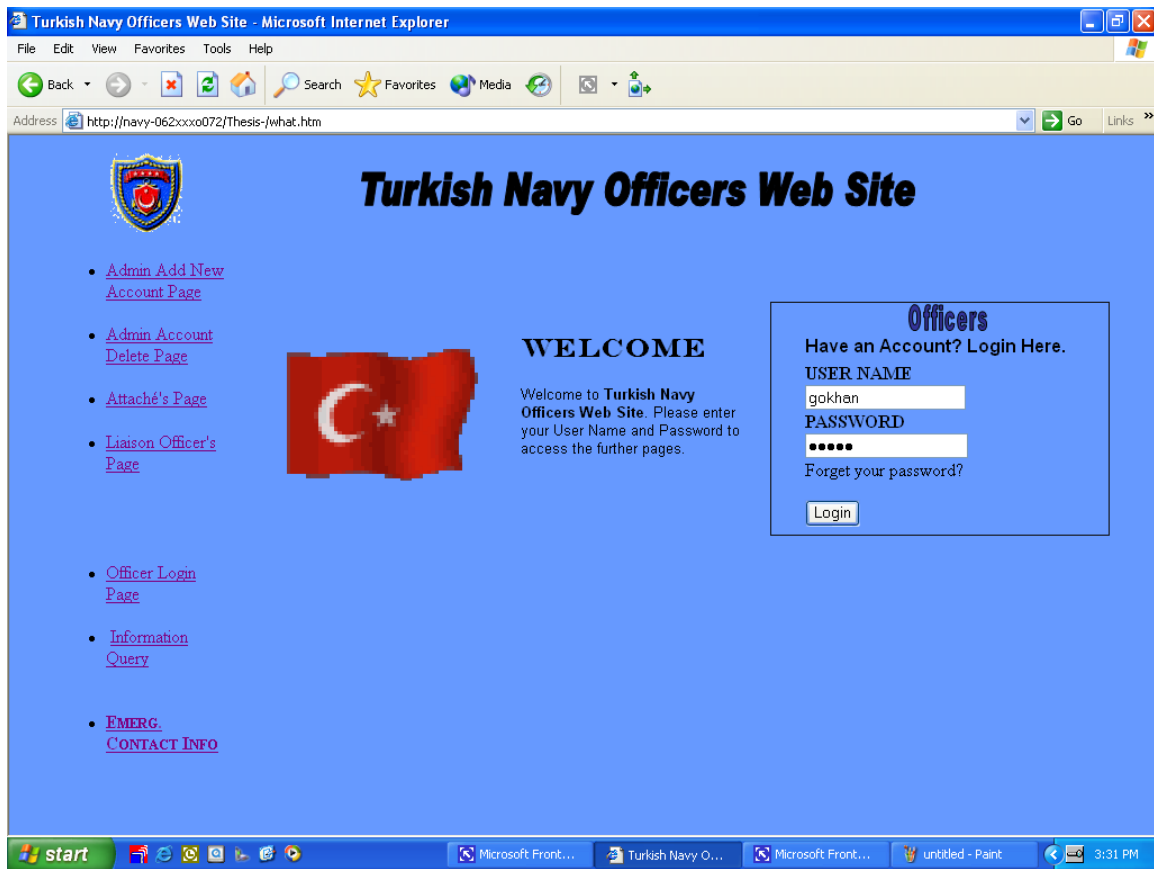 Turkish Navy Officers Web Site - Microsoft Internet Explorer
File Edit View Favorites Tools Help
Back Search Favorites Media
Address http://navy-062xxxo072/Thesis-/what.htm Go Links »
Turkish Navy Officers Web Site
Admin Add New
Account Page
Admin Account
Delete Page
Attaché's Page
Liaison Officer's
Page
Officer Login
Page
Information
Query
EMERG.
CONTACT INFO
WELCOME
Welcome to Turkish Navy
Officers Web Site. Please enter
your User Name and Password to
access the further pages.
Officers
Have an Account? Login Here.
USER NAME
gokhan
PASSWORD
•••••
Forget your password?
Login
start Microsoft Front... Turkish Navy O... Microsoft Front... untitled - Paint 3:31 PM